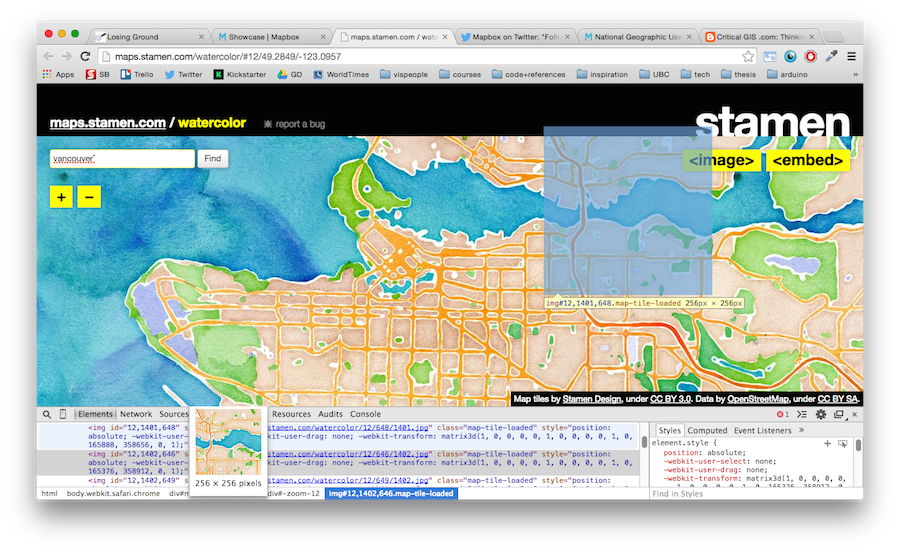 Losing Ground
Showcase | Mapbox
maps.stamen.com / water
Mapbox on Twitter: "Foll
National Geographic Use
Critical GIS .com: Thinki
maps.stamen.com/watercolor/#12/49.2849/-123.0957
Apps SB Trello Twitter Kickstarter GD WorldTimes vispeople courses code+references inspiration UBC tech thesis arduino »
stamen
maps.stamen.com / watercolor report a bug
vancouver
Find
<image> <embed>
+ −
img#12,1401,648.map-tile-loaded 256px × 256px
Map tiles by Stamen Design, under CC BY 3.0. Data by OpenStreetMap, under CC BY SA.
Elements Network Sources Resources Audits Console
1
<img id="12,1401,648" s.stamen.com/watercolor/12/648/1401.jpg" class="map-tile-loaded" style="position:
absolute; -webkit-user- bkit-user-drag: none; -webkit-transform: matrix3d(1, 0, 0, 0, 0, 1, 0, 0, 0, 0, 1, 0,
165888, 358656, 0, 1);"
<img id="12,1402,646" s.stamen.com/watercolor/12/646/1402.jpg" class="map-tile-loaded" style="position:
absolute; -webkit-user- bkit-user-drag: none; -webkit-transform: matrix3d(1, 0, 0, 0, 0, 1, 0, 0, 0, 0, 1, 0,
165376, 358912, 0, 1);"
<img id="12,1402,649" s.stamen.com/watercolor/12/649/1402.jpg" class="map-tile-loaded" style="position:
256 × 256 pixels
Styles Computed Event Listeners »
element.style {
position: absolute;
-webkit-user-select: none;
-webkit-user-drag: none;
-webkit-transform: matrix3d(1, 0, 0, 0,
Find in Styles
html body.webkit.safari.chrome div#m div#-zoom-12 img#12,1402,646.map-tile-loaded